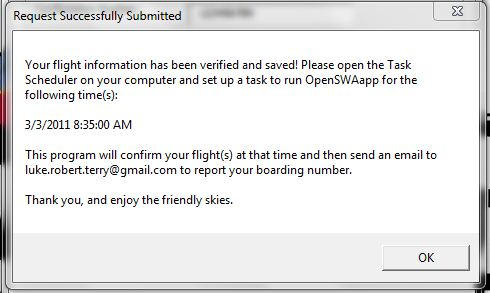 Request Successfully Submitted
Your flight information has been verified and saved! Please open the Task
Scheduler on your computer and set up a task to run OpenSWAapp for the
following time(s):
3/3/2011 8:35:00 AM
This program will confirm your flight(s) at that time and then send an email to
luke.robert.terry@gmail.com to report your boarding number.
Thank you, and enjoy the friendly skies.
OK